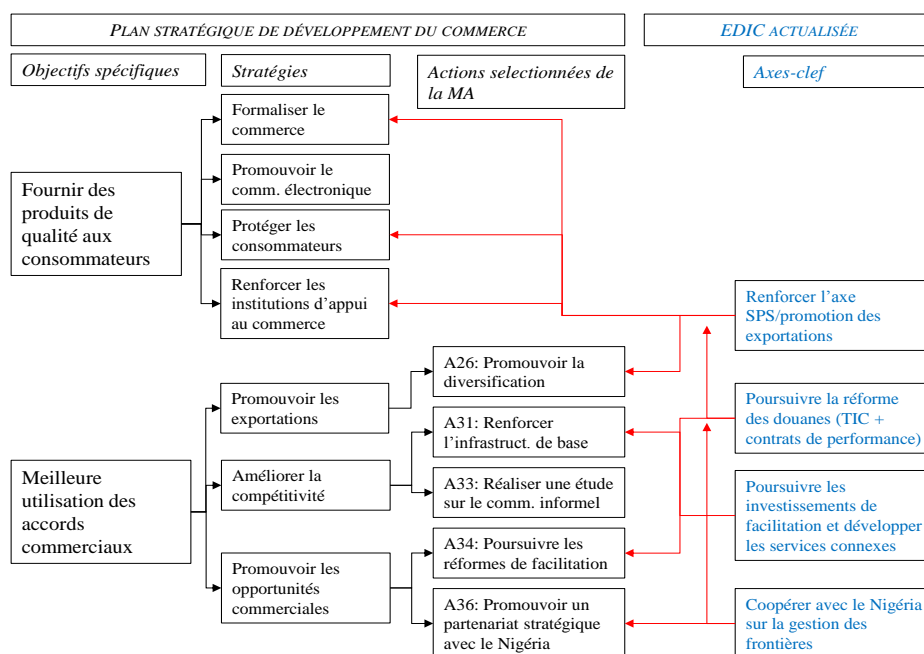 PLAN STRATÉGIQUE DE DÉVELOPPEMENT DU COMMERCE
EDIC ACTUALISÉE
Objectifs spécifiques
Stratégies
Actions selectionnées de
la MA
Axes-clef
Fournir des
produits de
qualité aux
consommateurs
Formaliser le
commerce
Promouvoir le
comm. électronique
Protéger les
consommateurs
Renforcer les
institutions d’appui
au commerce
Renforcer l’axe
SPS/promotion des
exportations
Meilleure
utilisation des
accords
commerciaux
Promouvoir les
exportations
Améliorer la
compétitivité
Promouvoir les
opportunités
commerciales
A26: Promouvoir la
diversification
A31: Renforcer
l’infrastruct. de base
A33: Réaliser une étude
sur le comm. informel
A34: Poursuivre les
réformes de facilitation
A36: Promouvoir un
partenariat stratégique
avec le Nigéria
Poursuivre la réforme
des douanes (TIC +
contrats de performance)
Poursuivre les
investissements de
facilitation et développer
les services connexes
Coopérer avec le Nigéria
sur la gestion des
frontières